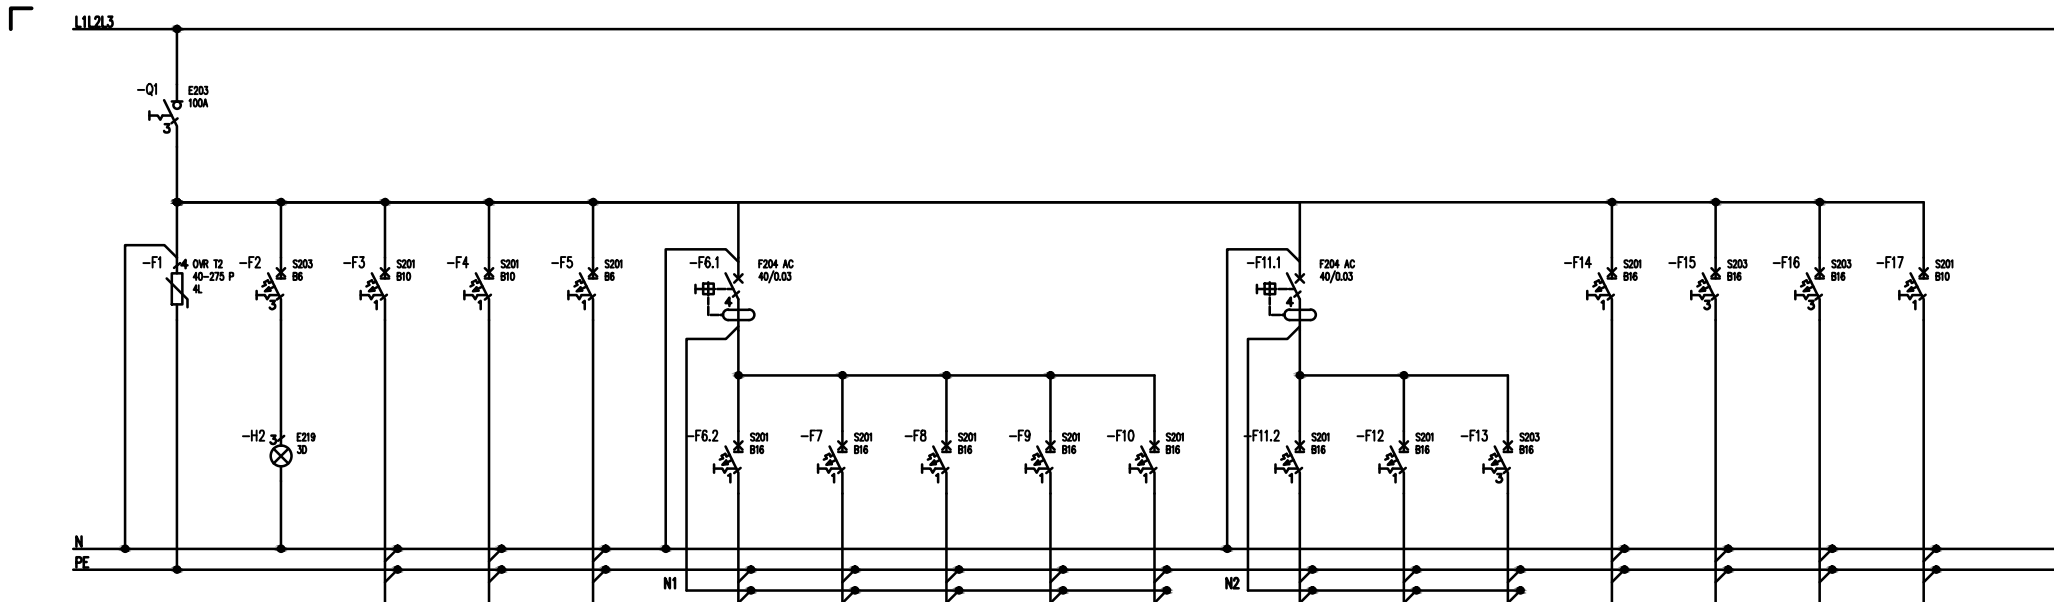 L1L2L3
-Q1
E203
100A
3
-F1
4
OVR T2
40-275 P
4L
-F2
S203
B6
3
-F3
S201
B10
1
-F4
S201
B10
1
-F5
S201
B6
1
-F6.1
F204 AC
40/0.03
4
-F11.1
F204 AC
40/0.03
4
-F14
S201
B16
1
-F15
S203
B16
3
-F16
S203
B16
3
-F17
S201
B10
1
-H2
3
E219
3D
-F6.2
S201
B16
1
-F7
S201
B16
1
-F8
S201
B16
1
-F9
S201
B16
1
-F10
S201
B16
1
-F11.2
S201
B16
1
-F12
S201
B16
1
-F13
S203
B16
3
N
PE
N1
N2